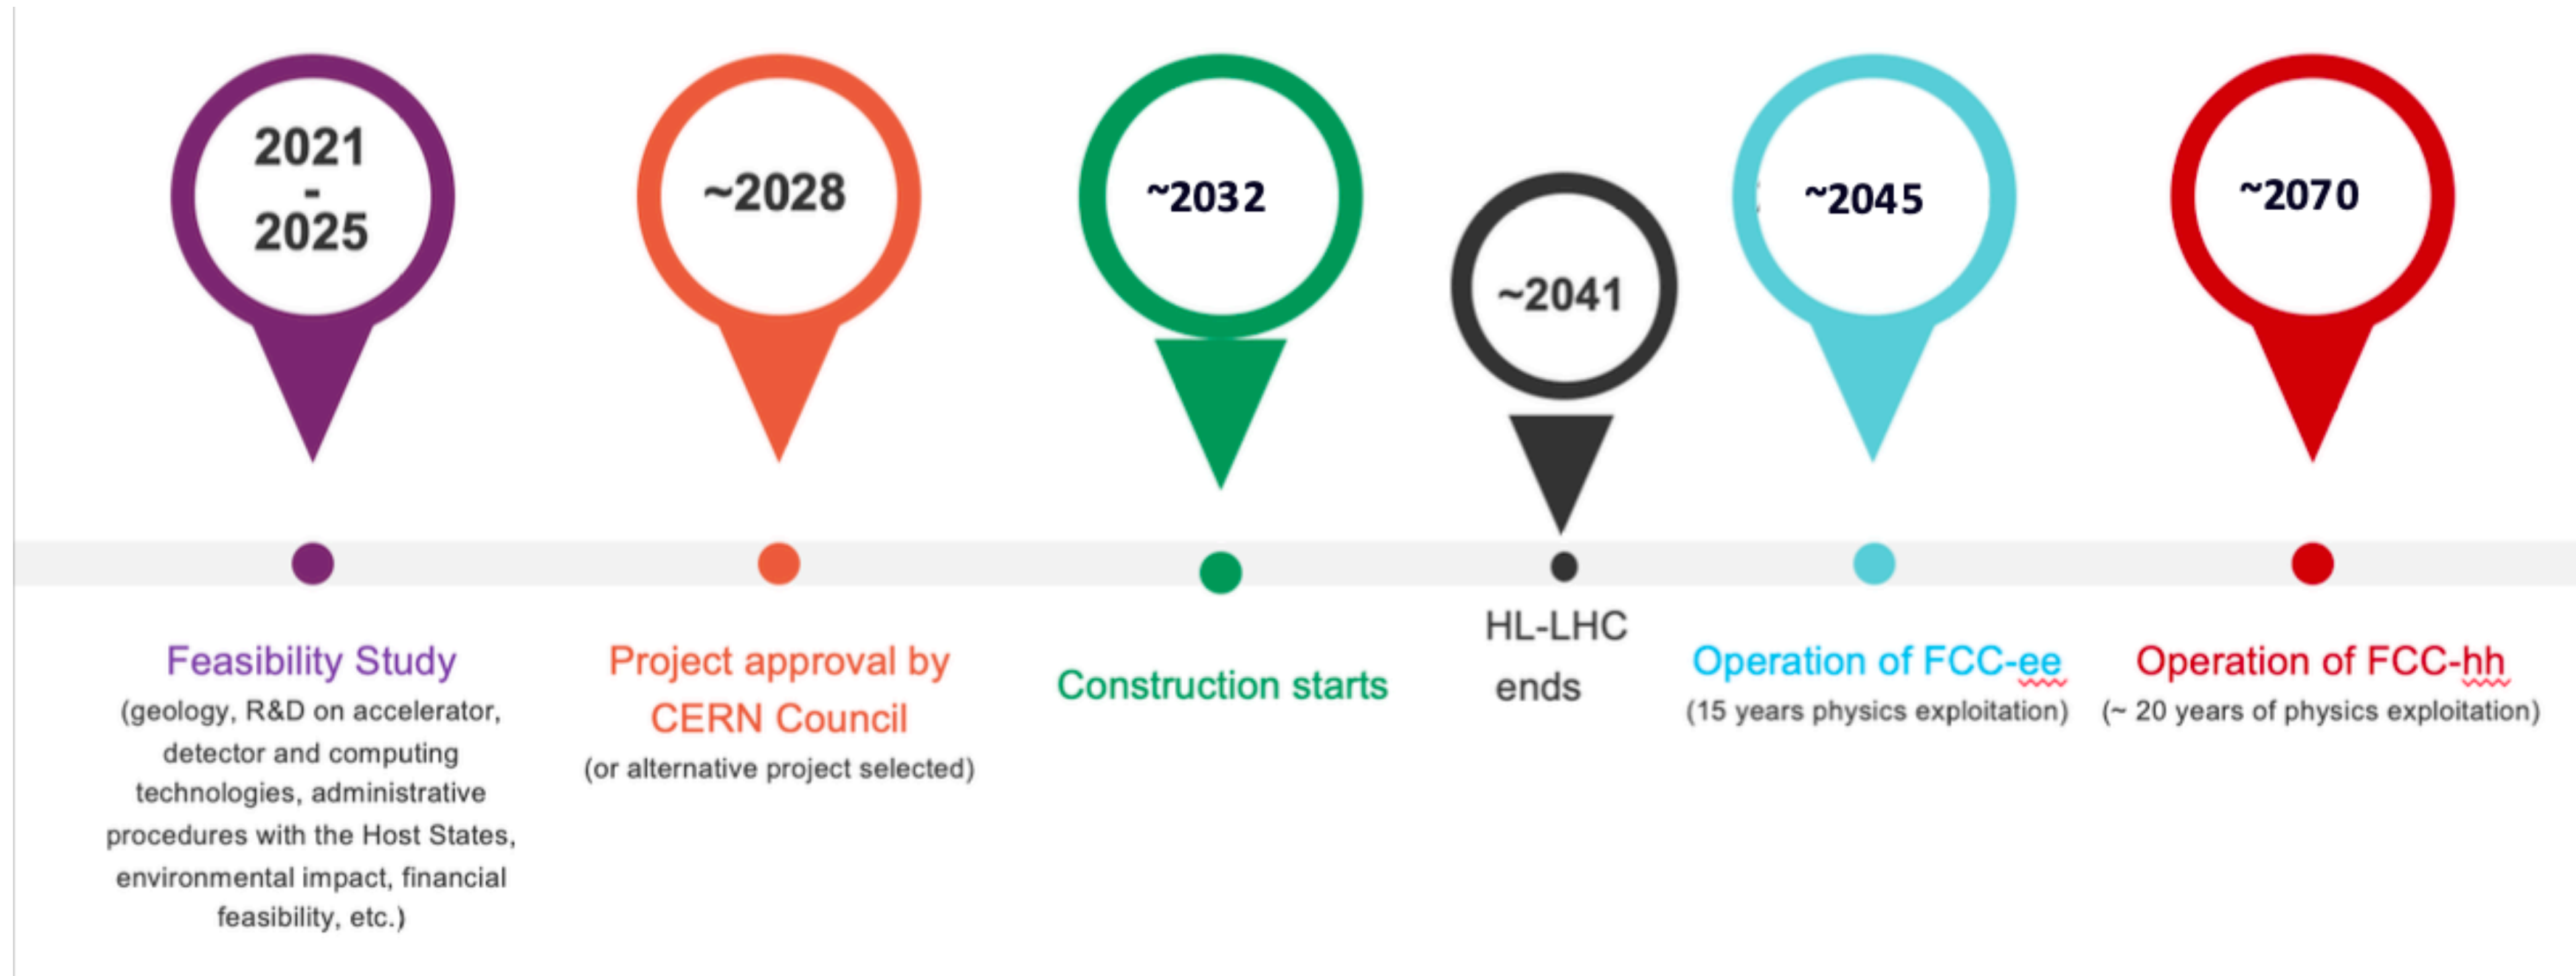 2021
-
2025
~2028
~2032
~2041
~2045
~2070
Feasibility Study
(geology, R&D on accelerator,
detector and computing
technologies, administrative
procedures with the Host States,
environmental impact, financial
feasibility, etc.)
Project approval by
CERN Council
(or alternative project selected)
Construction starts
HL-LHC
ends
Operation of FCC-ee
(15 years physics exploitation)
Operation of FCC-hh
(~ 20 years of physics exploitation)